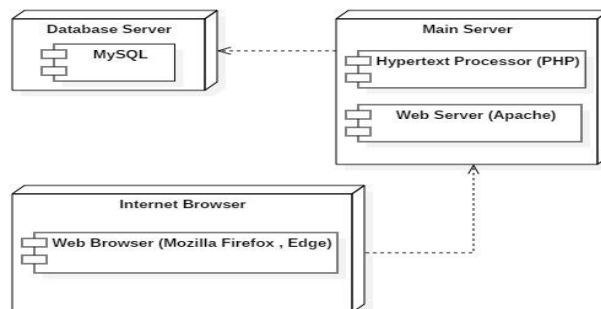 Database Server
MySQL
Main Server
Hypertext Processor (PHP)
Web Server (Apache)
Internet Browser
Web Browser (Mozilla Firefox , Edge)